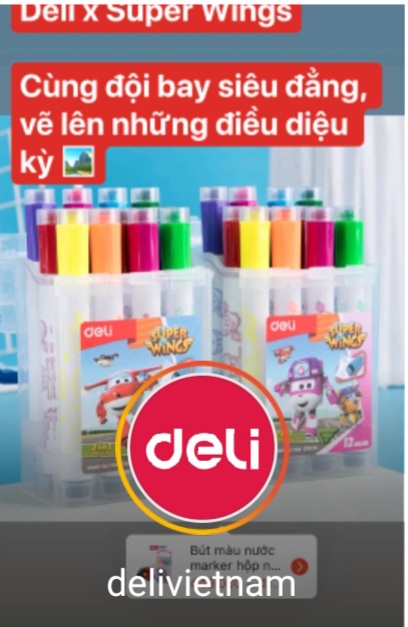 Deli x Super Wings
Cùng đội bay siêu đẳng,
vẽ lên những điều diệu
kỳ
deli
SUPER
WINGS
deli
SUPER
WINGS
12
deli
Bút màu nước
marker hộp n...
delivietnam